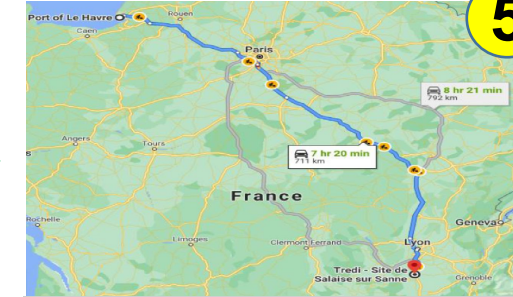 5
Port of Le Havre
Rouen
Caen
Paris
8 hr 21 min
792 km
Angers
Tours
7 hr 20 min
711 km
France
Rochelle
Geneva
Limoges
Clermont-Ferrand
Lyon
Tredi - Site de
Salaise sur Sanne
Grenoble